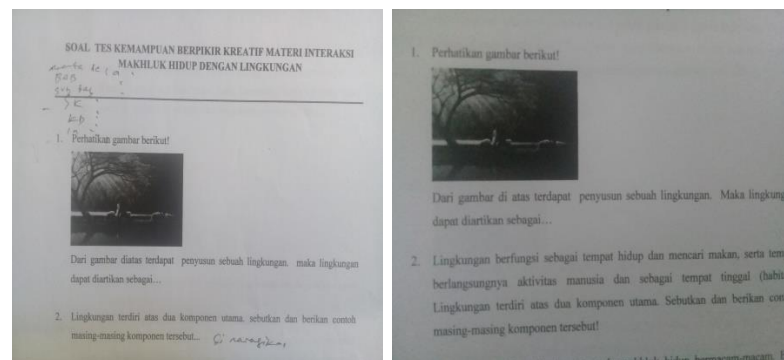 SOAL TES KEMAMPUAN BERPIKIR KREATIF MATERI INTERAKSI
MAKHLUK HIDUP DENGAN LINGKUNGAN
1. Perhatikan gambar berikut!
Dari gambar diatas terdapat penyusun sebuah lingkungan. maka lingkungan
dapat diartikan sebagai....
2. Lingkungan terdiri atas dua komponen utama. sebutkan dan berikan contoh
masing-masing komponen tersebut...
1. Perhatikan gambar berikut!
Dari gambar di atas terdapat penyusun sebuah lingkungan. Maka lingkung
dapat diartikan sebagai…
2. Lingkungan berfungsi sebagai tempat hidup dan mencari makan, serta tem
berlangsungnya aktivitas manusia dan sebagai tempat tinggal (habit
Lingkungan terdiri atas dua komponen utama. Sebutkan dan berikan con
masing-masing komponen tersebut!